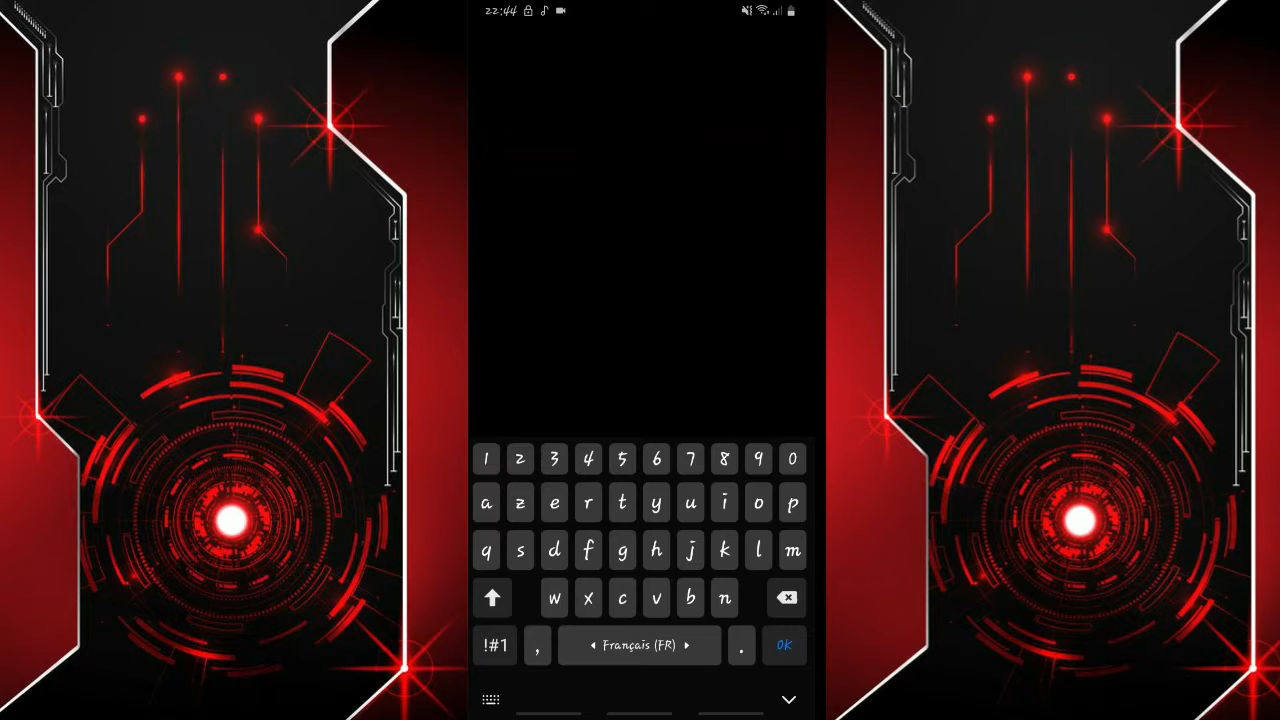 22:44
1 2 3 4 5 6 7 8 9 0
a z e r t y u i o p
q s d f g h j k l m
w x c v b n
!#1 , Français (FR) . OK